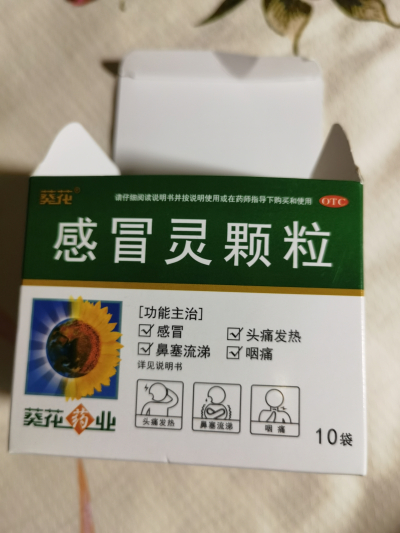 葵花®
请仔细阅读说明书并按说明使用或在药师指导下购买和使用
OTC
感冒灵颗粒
[功能主治]
☑感冒 ☑头痛发热
☑鼻塞流涕 ☑咽痛
详见说明书
头痛发热 鼻塞流涕 咽痛
葵花药业
10袋